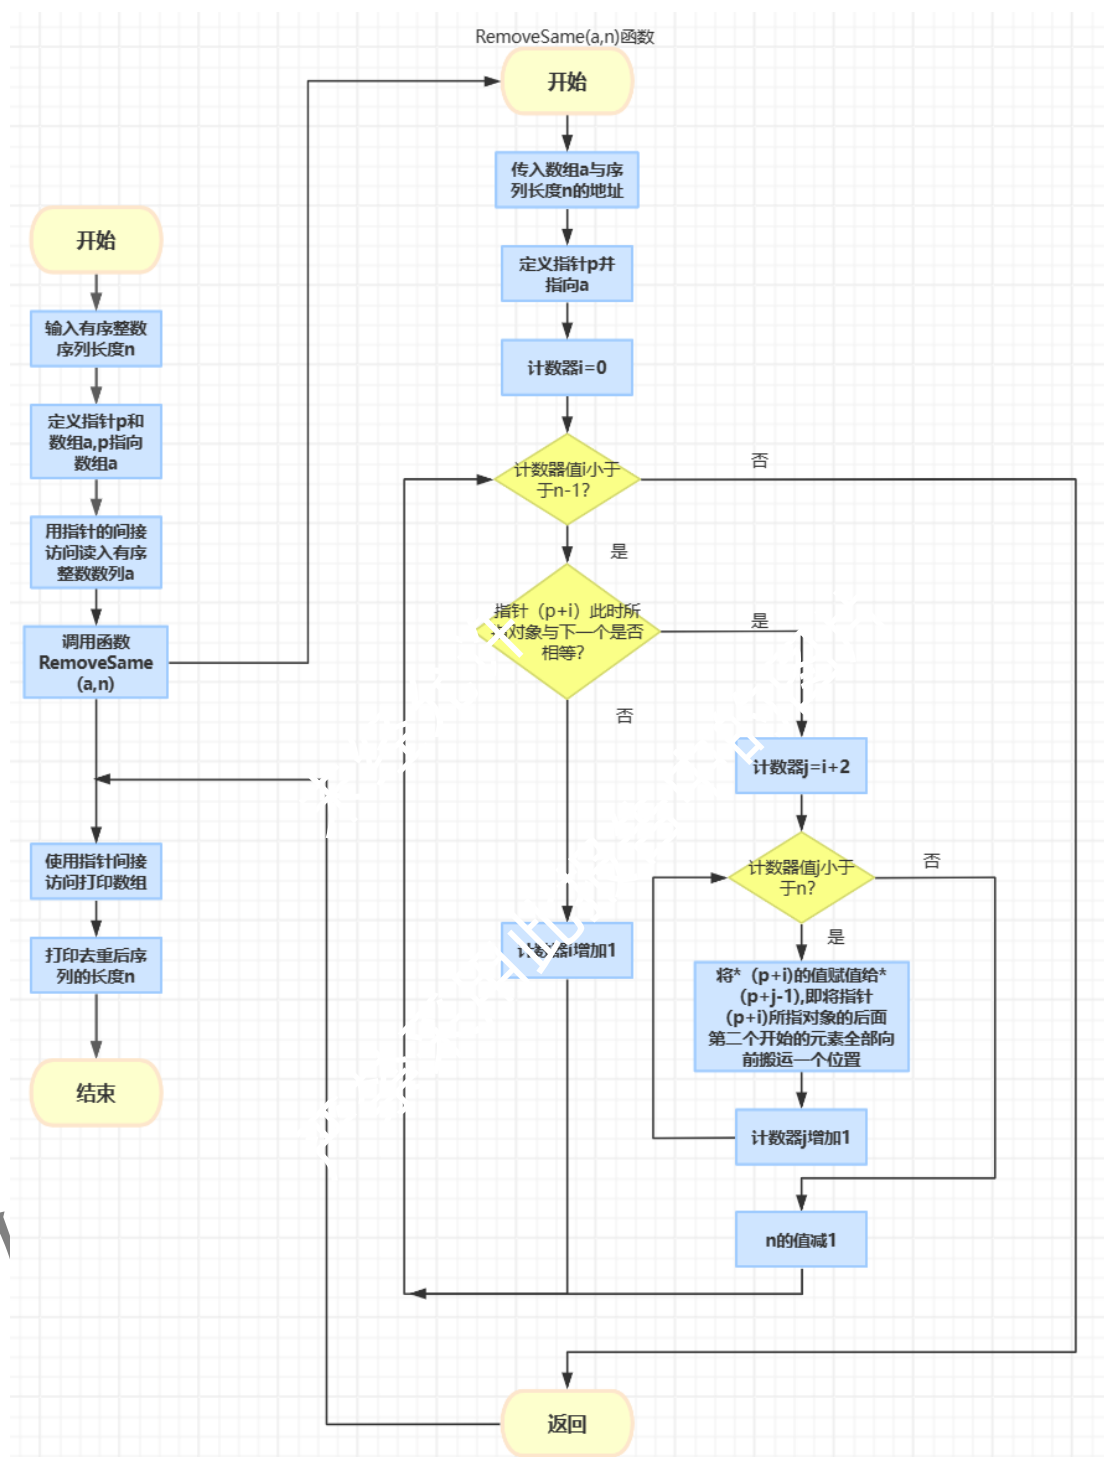 RemoveSame(a,n)函数
开始
传入数组a与序
列长度n的地址
定义指针p并
指向a
计数器i=0
计数器值i小于
于n-1?
否
是
指针（p+i）此时所
对象与下一个是否
相等?
是
否
计数器j=i+2
计数器值j小于
于n?
否
是
计数器i增加1
将*（p+i)的值赋值给*
（p+j-1),即将指针
（p+i)所指对象的后面
第二个开始的元素全部向
前搬运一个位置
计数器j增加1
n的值减1
返回
开始
输入有序整数
序列长度n
定义指针p和
数组a,p指向
数组a
用指针的间接
访问读入有序
整数数列a
调用函数
RemoveSame
(a,n)
使用指针间接
访问打印数组
打印去重后序
列的长度n
结束